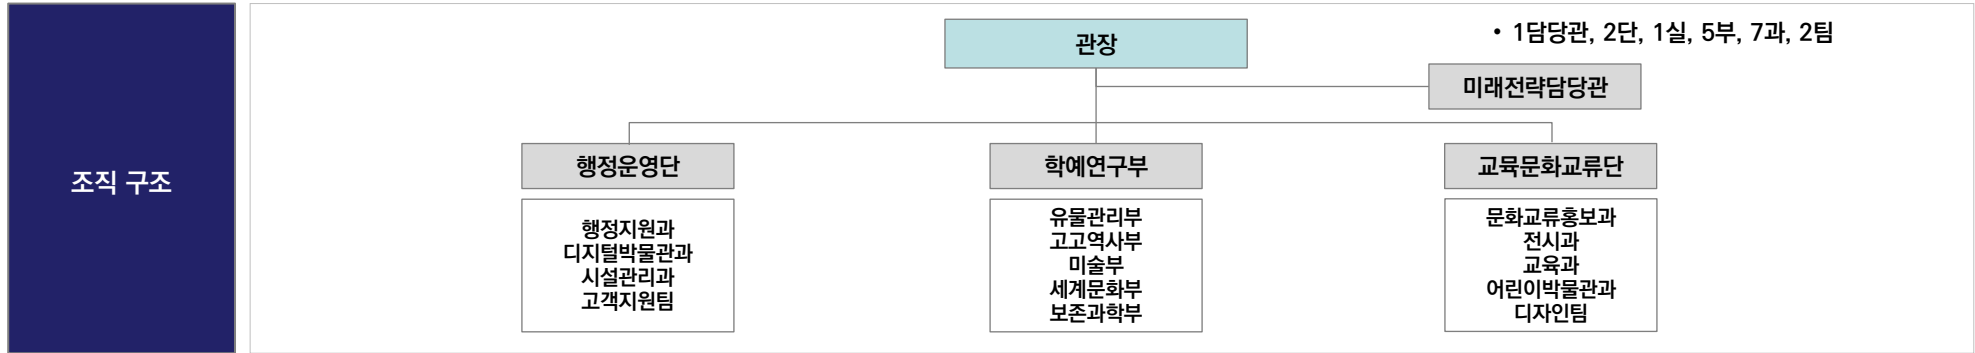 조직 구조
관장
• 1담당관, 2단, 1실, 5부, 7과, 2팀
미래전략담당관
행정운영단
행정지원과
디지털박물관과
시설관리과
고객지원팀
학예연구부
유물관리부
고고역사부
미술부
세계문화부
보존과학부
교묙문화교류단
문화교류홍보과
전시과
교육과
어린이박물관과
디자인팀